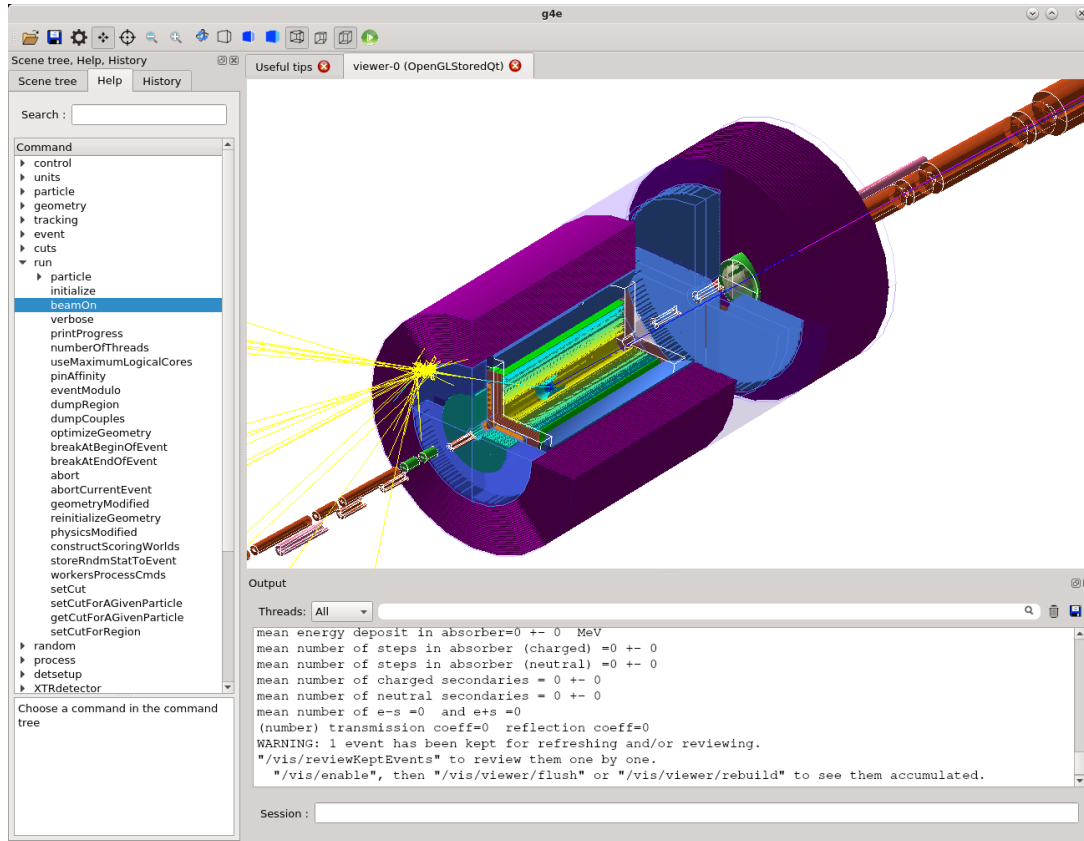 g4e
Scene tree, Help, History
Scene tree
Help
History
Search :
Command
control
units
particle
geometry
tracking
event
cuts
run
particle
initialize
beamOn
verbose
printProgress
numberOfThreads
useMaximumLogicalCores
pinAffinity
eventModulo
dumpRegion
dumpCouples
optimizeGeometry
breakAtBeginOfEvent
breakAtEndOfEvent
abort
abortCurrentEvent
geometryModified
reinitializeGeometry
physicsModified
constructScoringWorlds
storeRndmStatToEvent
workersProcessCmds
setCut
setCutForAGivenParticle
getCutForAGivenParticle
setCutForRegion
random
process
detsetup
XTRdetector
Choose a command in the command
tree
Useful tips
viewer-0 (OpenGLStoredQt)
Output
Threads: All
mean energy deposit in absorber=0 +- 0  MeV
mean number of steps in absorber (charged) =0 +- 0
mean number of steps in absorber (neutral) =0 +- 0
mean number of charged secondaries = 0 +- 0
mean number of neutral secondaries = 0 +- 0
mean number of e-s =0  and e+s =0
(number) transmission coeff=0  reflection coeff=0
WARNING: 1 event has been kept for refreshing and/or reviewing.
"/vis/reviewKeptEvents" to review them one by one.
"/vis/enable", then "/vis/viewer/flush" or "/vis/viewer/rebuild" to see them accumulated.
Session :